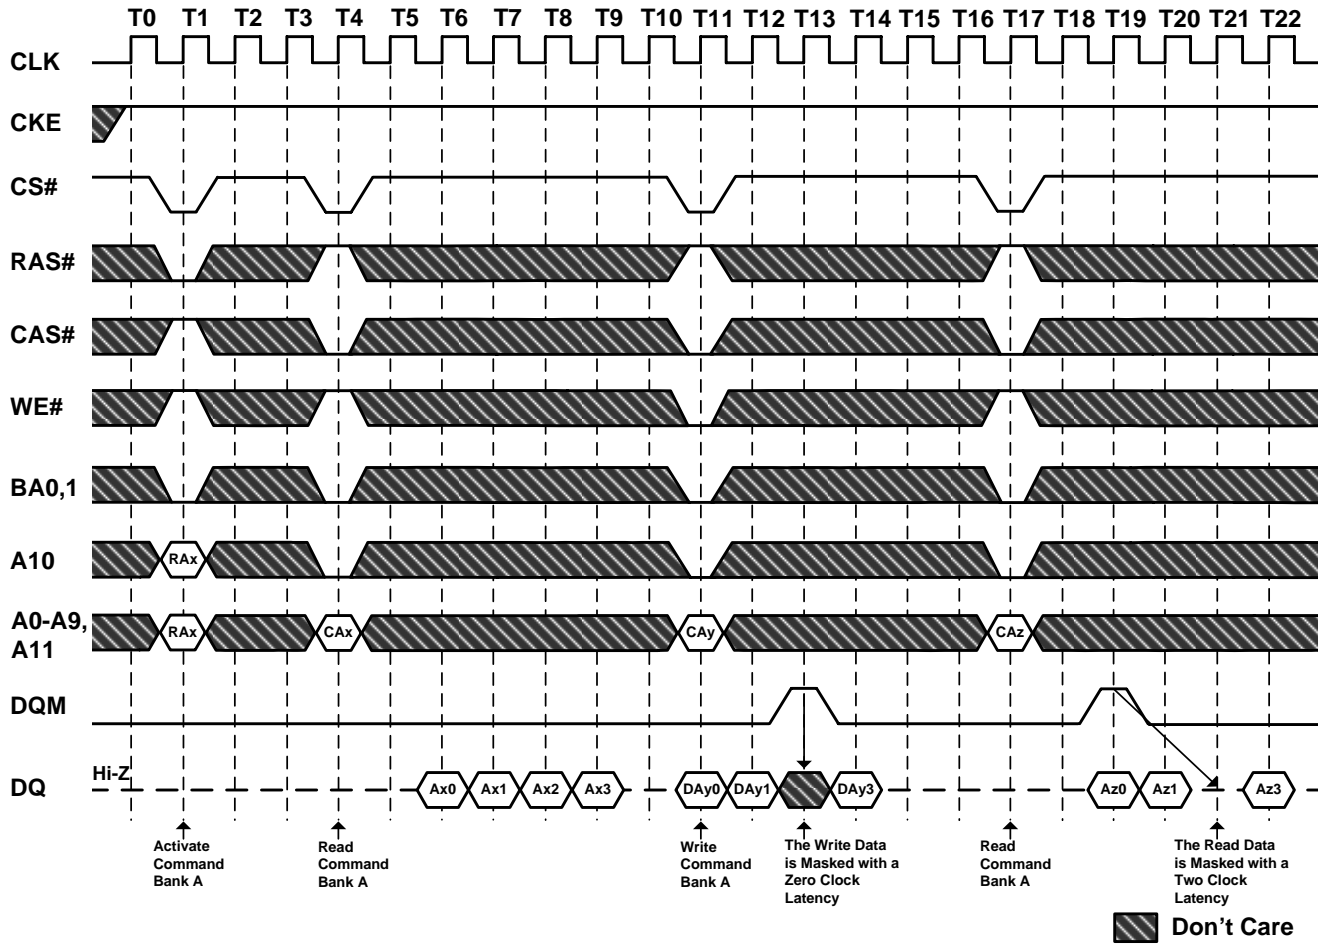 T0 T1 T2 T3 T4 T5 T6 T7 T8 T9 T10 T11 T12 T13 T14 T15 T16 T17 T18 T19 T20 T21 T22
CLK
CKE
CS#
RAS#
CAS#
WE#
BA0,1
A10 RAx
A0-A9,
A11
RAx CAx CAy CAz
DQM
DQ
Hi-Z
Ax0 Ax1 Ax2 Ax3 DAy0 DAy1 DAy3 Az0 Az1 Az3
Activate
Command
Bank A
Read
Command
Bank A
Write
Command
Bank A
The Write Data
is Masked with a
Zero Clock
Latency
Read
Command
Bank A
The Read Data
is Masked with a
Two Clock
Latency
Don't Care